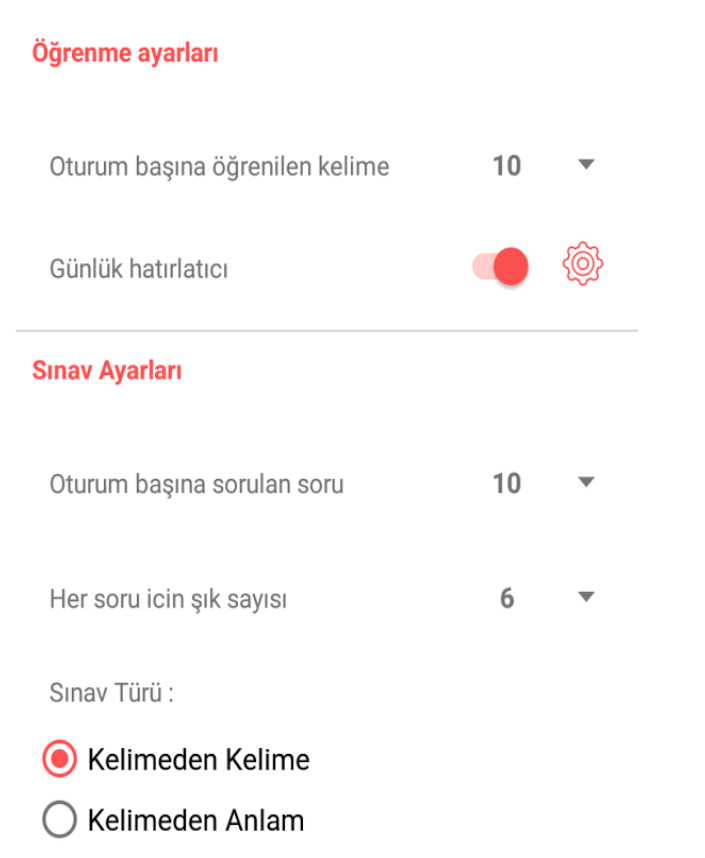 Öğrenme ayarları
Oturum başına öğrenilen kelime 10
Günlük hatırlatıcı
Sınav Ayarları
Oturum başına sorulan soru 10
Her soru icin şık sayısı 6
Sınav Türü :
Kelimeden Kelime
Kelimeden Anlam